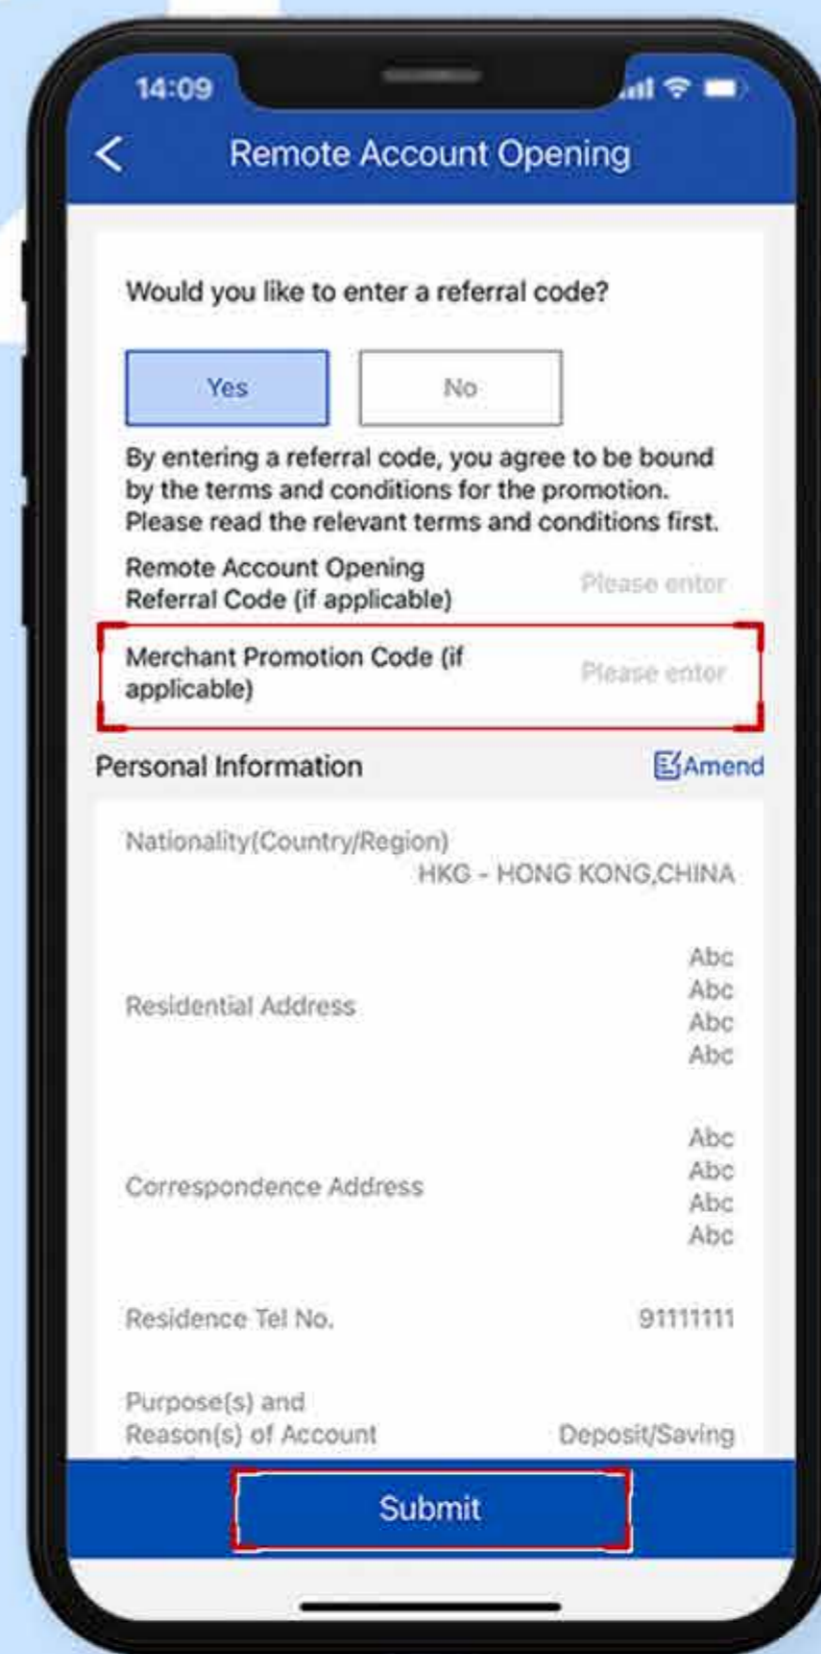 14:09
Remote Account Opening
Would you like to enter a referral code?
Yes
No
By entering a referral code, you agree to be bound
by the terms and conditions for the promotion.
Please read the relevant terms and conditions first.
Remote Account Opening
Referral Code (if applicable)
Please enter
Merchant Promotion Code (if
applicable)
Please enter
Personal Information
Amend
Nationality(Country/Region)
HKG - HONG KONG,CHINA
Residential Address
Abc
Abc
Abc
Abc
Correspondence Address
Abc
Abc
Abc
Abc
Residence Tel No.
91111111
Purpose(s) and
Reason(s) of Account
Deposit/Saving
Submit